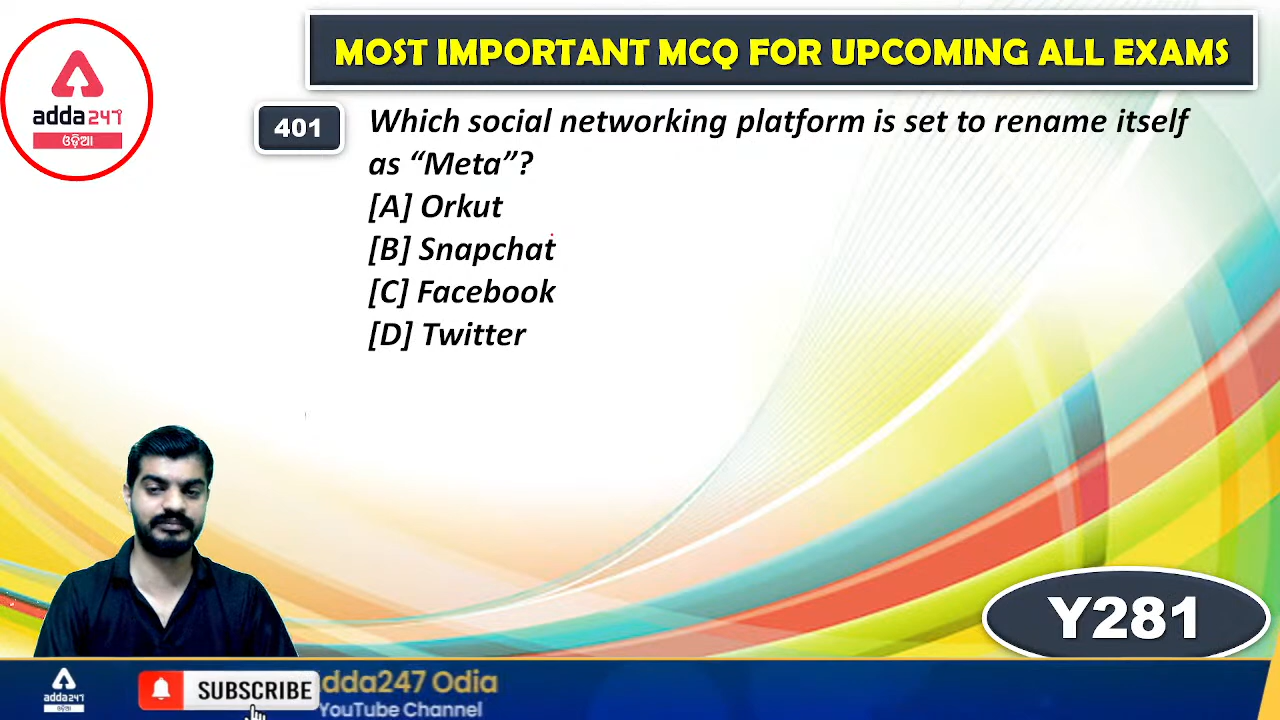 MOST IMPORTANT MCQ FOR UPCOMING ALL EXAMS
adda247
ଓଡ଼ିଆ
401
Which social networking platform is set to rename itself
as “Meta”?
[A] Orkut
[B] Snapchat
[C] Facebook
[D] Twitter
Y281
adda247
ଓଡ଼ିଆ
SUBSCRIBE
dda247 Odia
YouTube Channel